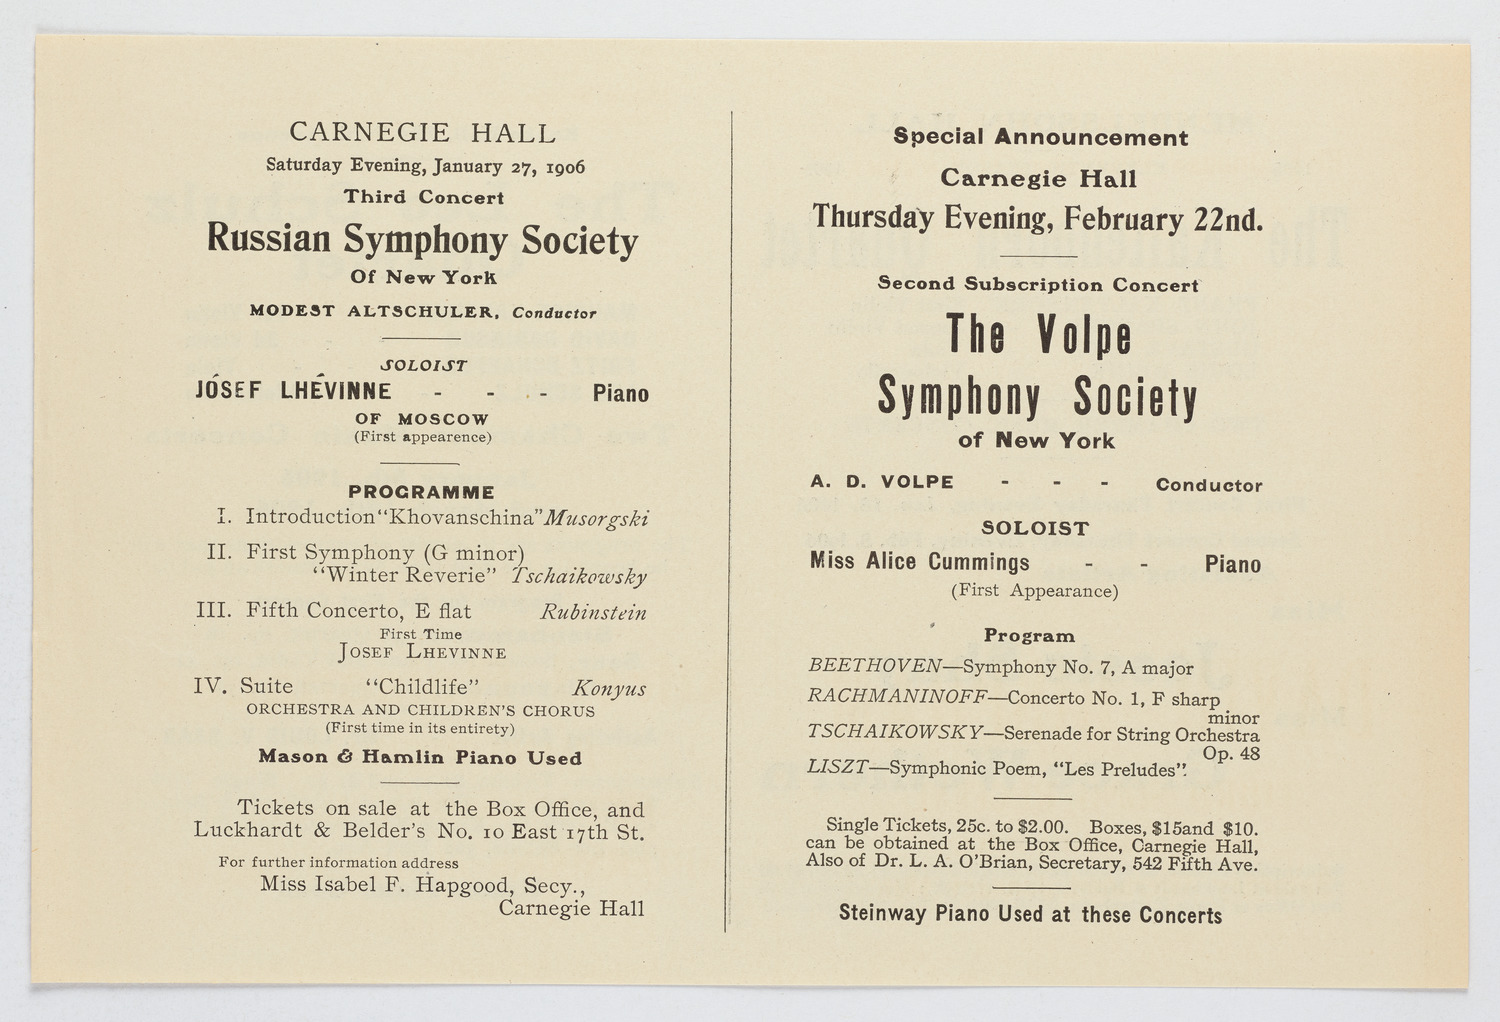 CARNEGIE HALL
Saturday Evening, January 27, 1906
Third Concert
Russian Symphony Society
Of New York
MODEST ALTSCHULER, Conductor
SOLOIST
JÓSEF LHÉVINNE - - - Piano
OF MOSCOW
(First appearence)
PROGRAMME
I. Introduction "Khovanschina" Musorgski
II. First Symphony (G minor)
"Winter Reverie" Tschaikowsky
III. Fifth Concerto, E flat Rubinstein
First Time
JOSEF LHEVINNE
IV. Suite "Childlife" Konyus
ORCHESTRA AND CHILDREN'S CHORUS
(First time in its entirety)
Mason & Hamlin Piano Used
Tickets on sale at the Box Office, and
Luckhardt & Belder's No. 10 East 17th St.
For further information address
Miss Isabel F. Hapgood, Secy.,
Carnegie Hall
Special Announcement
Carnegie Hall
Thursday Evening, February 22nd.
Second Subscription Concert
The Volpe
Symphony Society
of New York
A. D. VOLPE - - - Conductor
SOLOIST
Miss Alice Cummings - - Piano
(First Appearance)
Program
BEETHOVEN—Symphony No. 7, A major
RACHMANINOFF—Concerto No. 1, F sharp
minor
TSCHAIKOWSKY—Serenade for String Orchestra
Op. 48
LISZT—Symphonic Poem, "Les Preludes".
Single Tickets, 25c. to $2.00. Boxes, $15and $10.
can be obtained at the Box Office, Carnegie Hall,
Also of Dr. L. A. O'Brian, Secretary, 542 Fifth Ave.
Steinway Piano Used at these Concerts